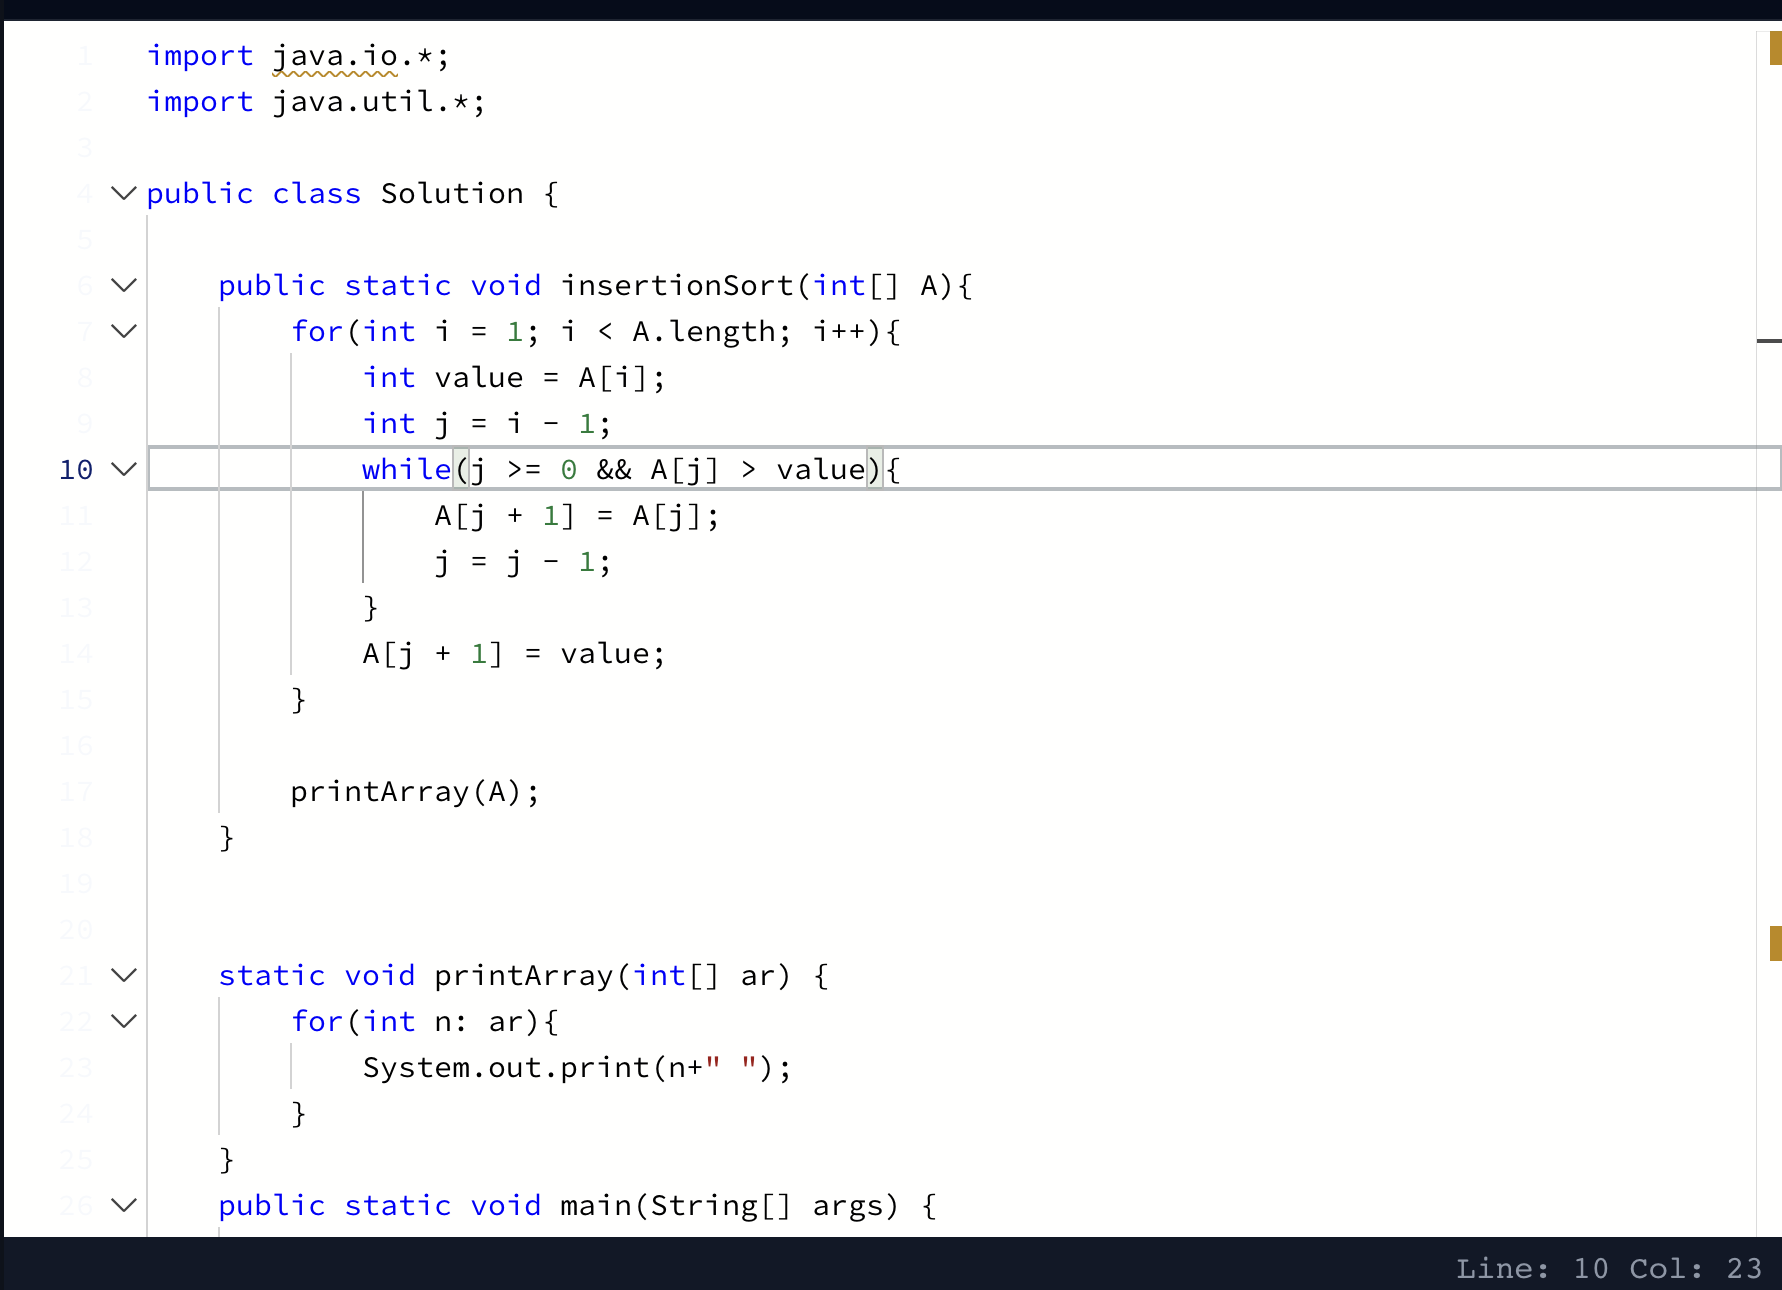 1 import java.io.*;
2 import java.util.*;
3
4 public class Solution {
5
6     public static void insertionSort(int[] A){
7         for(int i = 1; i < A.length; i++){
8             int value = A[i];
9             int j = i - 1;
10             while(j >= 0 && A[j] > value){
11                 A[j + 1] = A[j];
12                 j = j - 1;
13             }
14             A[j + 1] = value;
15         }
16
17         printArray(A);
18     }
19
20
21     static void printArray(int[] ar) {
22         for(int n: ar){
23             System.out.print(n+" ");
24         }
25     }
26     public static void main(String[] args) {
Line: 10 Col: 23